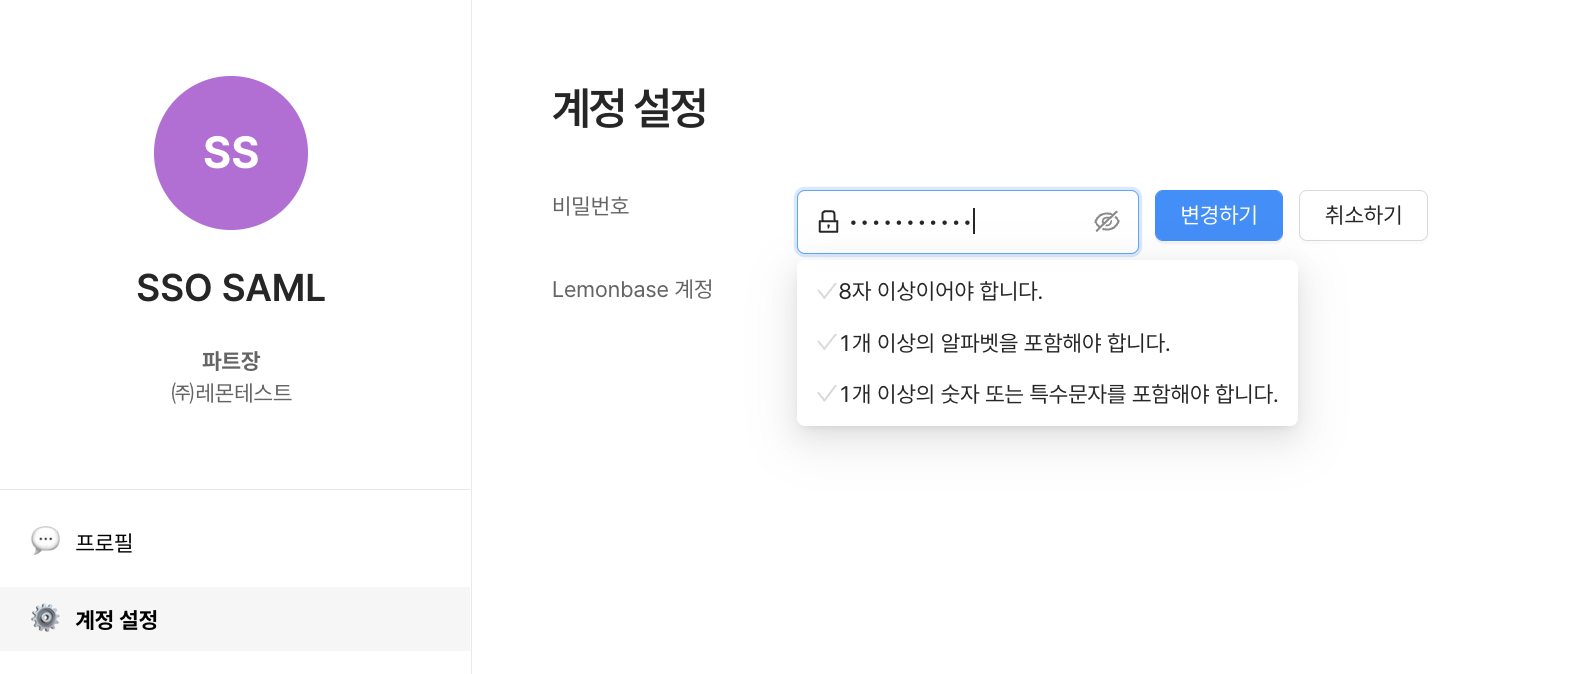 SS
SSO SAML
파트장
㈜레몬테스트
프로필
계정 설정
계정 설정
비밀번호
•••••••••••
변경하기
취소하기
8자 이상이어야 합니다.
1개 이상의 알파벳을 포함해야 합니다.
1개 이상의 숫자 또는 특수문자를 포함해야 합니다.
Lemonbase 계정